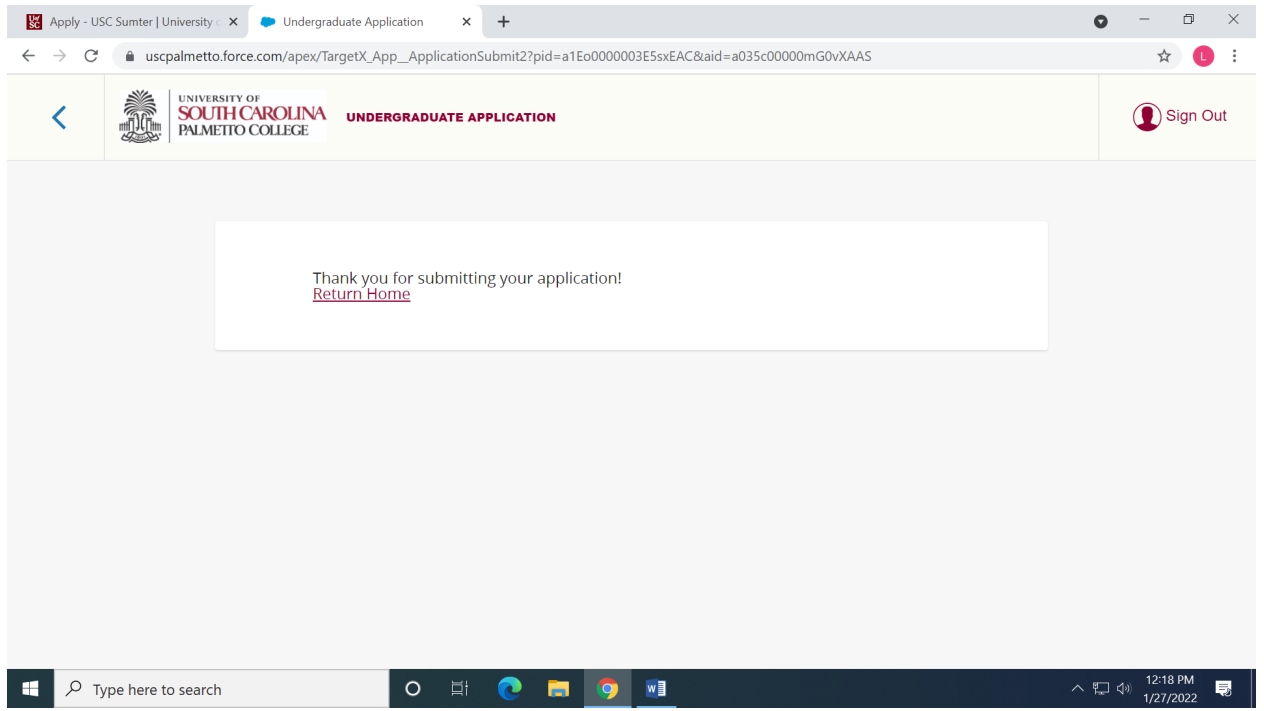 Apply - USC Sumter | University
Undergraduate Application
uscpalmetto.force.com/apex/TargetX_App__ApplicationSubmit2?pid=a1Eo0000003E5sxEAC&aid=a035c00000mG0vXAAS
L
UNIVERSITY OF
SOUTH CAROLINA
PALMETTO COLLEGE
UNDERGRADUATE APPLICATION
Sign Out
Thank you for submitting your application!
Return Home
Type here to search
12:18 PM
1/27/2022